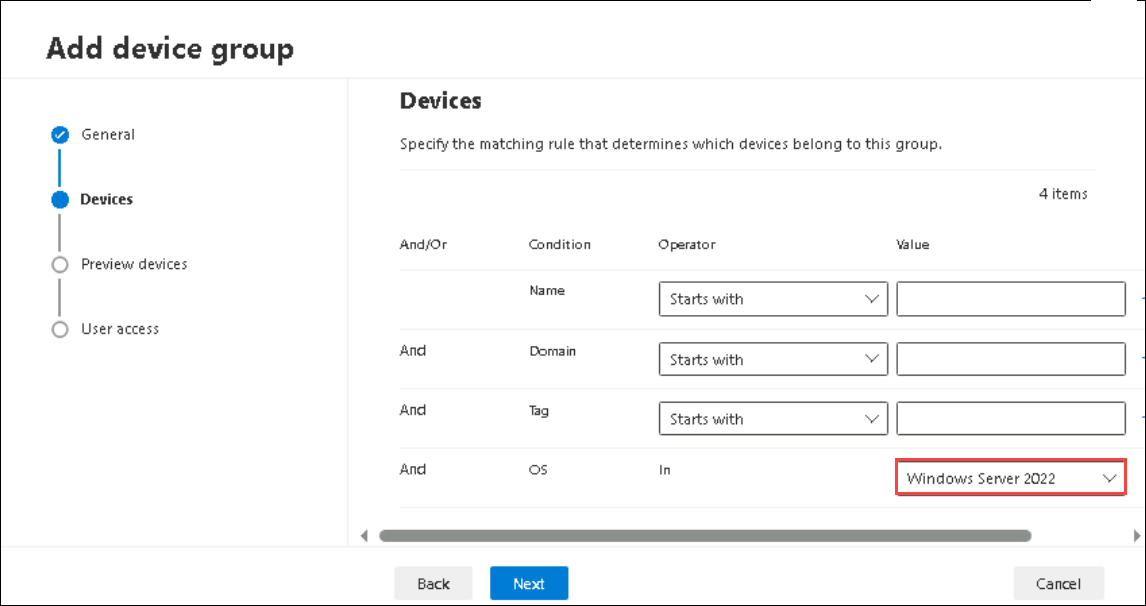 Add device group
General
Devices
Preview devices
User access
Devices
Specify the matching rule that determines which devices belong to this group.
4 items
And/Or Condition Operator Value
Name Starts with
And Domain Starts with
And Tag Starts with
And OS In Windows Server 2022
Back Next Cancel